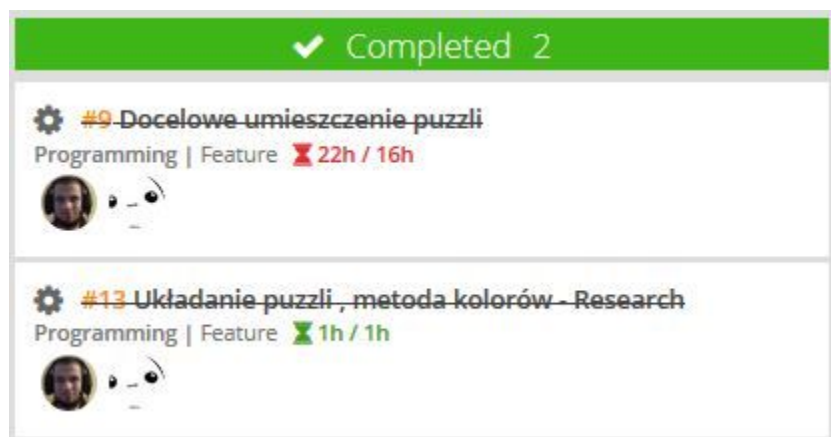 Completed 2
#9 Docelowe umieszczenie puzzli
Programming | Feature 22h / 16h
#13 Układanie puzzli , metoda kolorów - Research
Programming | Feature 1h / 1h